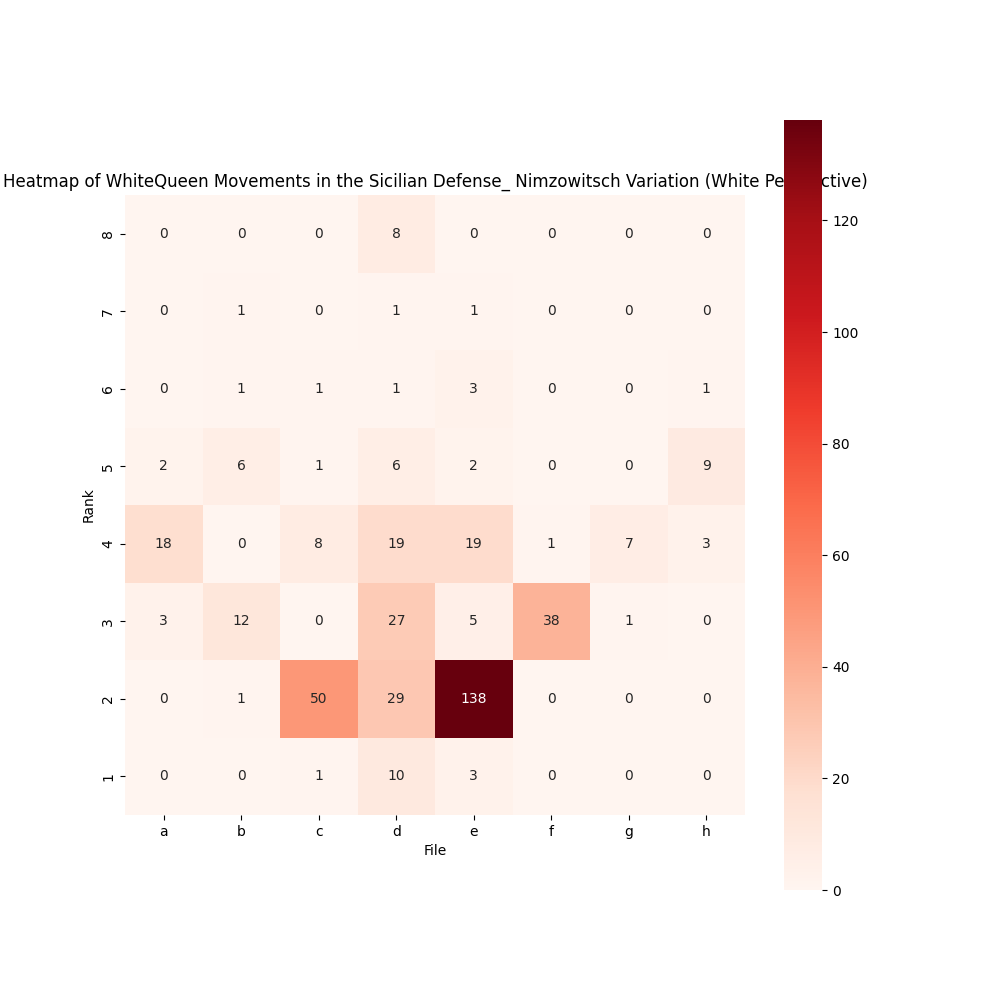 Heatmap of WhiteQueen Movements in the Sicilian Defense_ Nimzowitsch Variation (White Perspective)
8 0 0 0 8 0 0 0 0
7 0 1 0 1 1 0 0 0
6 0 1 1 1 3 0 0 1
5 2 6 1 6 2 0 0 9
4 18 0 8 19 19 1 7 3
3 3 12 0 27 5 38 1 0
2 0 1 50 29 138 0 0 0
1 0 0 1 10 3 0 0 0
a b c d e f g h
File
Rank
120
100
80
60
40
20
0